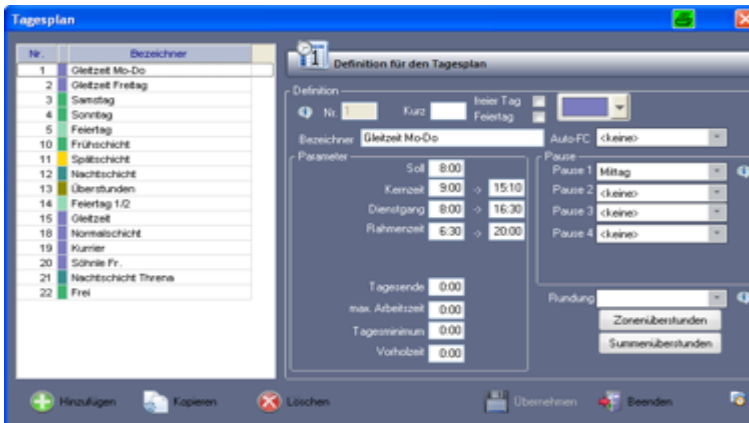 Tagesplan
Nr. Bezeichner
1 Gleitzeit Mo-Do
2 Gleitzeit Freitag
3 Samstag
4 Sonntag
5 Feiertag
10 Frühschicht
11 Spätschicht
12 Nachtschicht
13 Überstunden
14 Feiertag 1/2
15 Gleitzeit
18 Normalschicht
19 Kurrier
20 Söhnle Fr.
21 Nachtschicht Threna
22 Frei
1 Definition für den Tagesplan
Definition
Nr. 1 Kurz freier Tag
Feiertag
Bezeichner Gleitzeit Mo-Do Auto-FC <keine>
Parameter
Soll 8:00
Kernzeit 9:00 -> 15:10
Dienstgang 8:00 -> 16:30
Rahmenzeit 6:30 -> 20:00
Tagesende 0:00
max. Arbeitszeit 0:00
Tagesminimum 0:00
Vorholzeit 0:00
Pause
Pause 1 Mittag
Pause 2 <keine>
Pause 3 <keine>
Pause 4 <keine>
Rundung
Zonenüberstunden
Summenüberstunden
Hinzufügen Kopieren Löschen Übernehmen Beenden